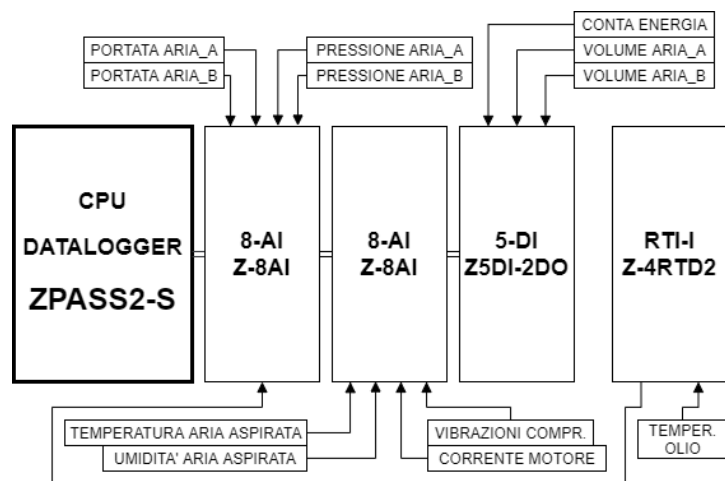 CONTA ENERGIA
PORTATA ARIA_A
PRESSIONE ARIA_A
VOLUME ARIA_A
PORTATA ARIA_B
PRESSIONE ARIA_B
VOLUME ARIA_B
CPU
DATALOGGER
ZPASS2-S
8-AI
Z-8AI
8-AI
Z-8AI
5-DI
Z5DI-2DO
RTI-I
Z-4RTD2
TEMPERATURA ARIA ASPIRATA
UMIDITA' ARIA ASPIRATA
VIBRAZIONI COMPR.
CORRENTE MOTORE
TEMPER.
OLIO